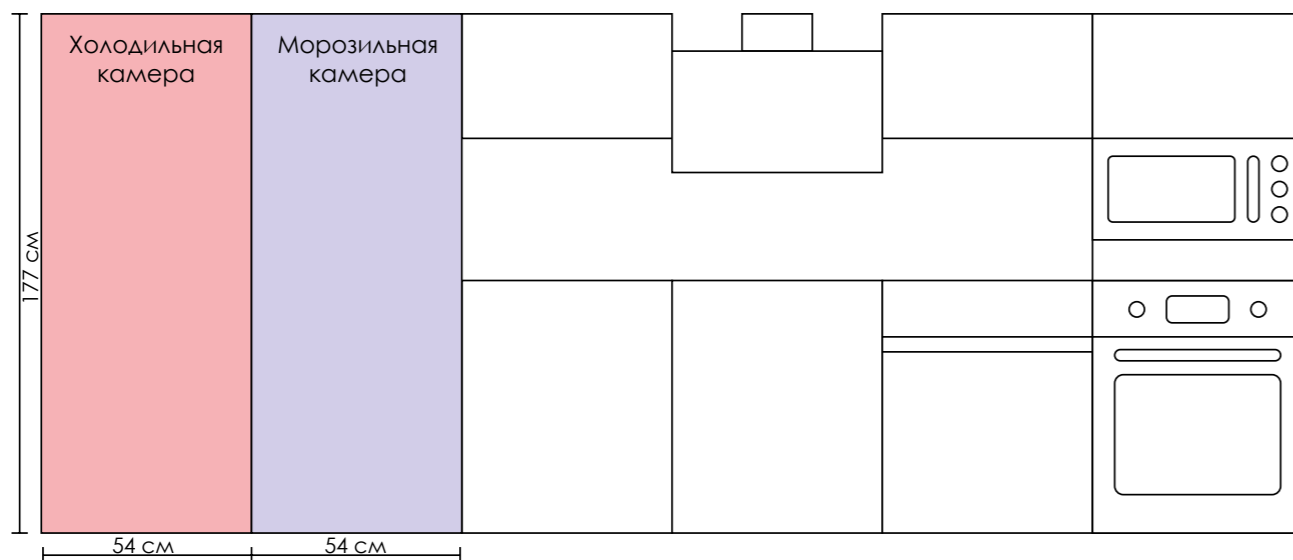 Холодильная
камера
Морозильная
камера
177 см
54 см
54 см